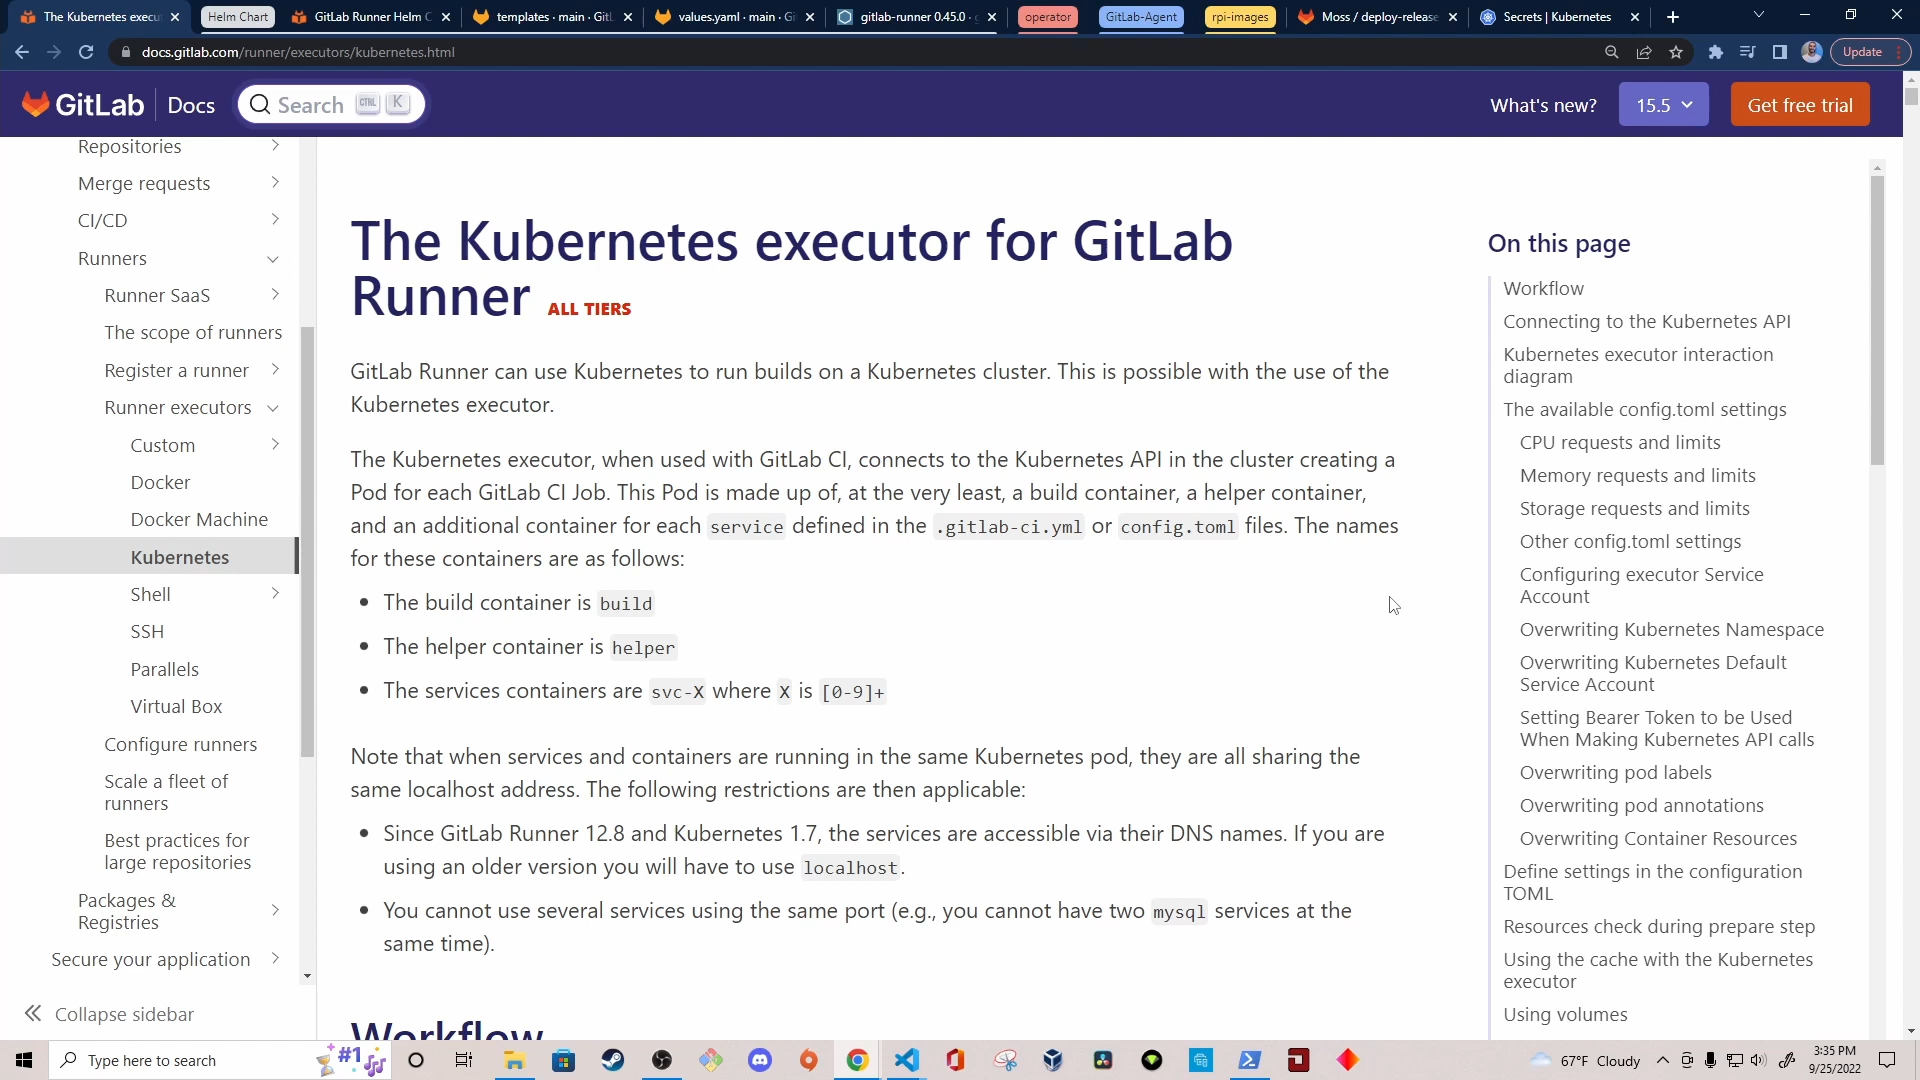 The Kubernetes execut
Helm Chart
GitLab Runner Helm C
templates · main · GitL
values.yaml · main · Gi
gitlab-runner 0.45.0 · g
operator
GitLab-Agent
rpi-images
Moss / deploy-release
Secrets | Kubernetes
docs.gitlab.com/runner/executors/kubernetes.html
Update
GitLab Docs
Search CTRL K
What's new?
15.5
Get free trial
Repositories
Merge requests
CI/CD
Runners
Runner SaaS
The scope of runners
Register a runner
Runner executors
Custom
Docker
Docker Machine
Kubernetes
Shell
SSH
Parallels
Virtual Box
Configure runners
Scale a fleet of
runners
Best practices for
large repositories
Packages &
Registries
Secure your application
Collapse sidebar
The Kubernetes executor for GitLab
Runner ALL TIERS
GitLab Runner can use Kubernetes to run builds on a Kubernetes cluster. This is possible with the use of the
Kubernetes executor.
The Kubernetes executor, when used with GitLab CI, connects to the Kubernetes API in the cluster creating a
Pod for each GitLab CI Job. This Pod is made up of, at the very least, a build container, a helper container,
and an additional container for each service defined in the .gitlab-ci.yml or config.toml files. The names
for these containers are as follows:
• The build container is build
• The helper container is helper
• The services containers are svc-X where X is [0-9]+
Note that when services and containers are running in the same Kubernetes pod, they are all sharing the
same localhost address. The following restrictions are then applicable:
• Since GitLab Runner 12.8 and Kubernetes 1.7, the services are accessible via their DNS names. If you are
using an older version you will have to use localhost.
• You cannot use several services using the same port (e.g., you cannot have two mysql services at the
same time).
Workflow
On this page
Workflow
Connecting to the Kubernetes API
Kubernetes executor interaction
diagram
The available config.toml settings
CPU requests and limits
Memory requests and limits
Storage requests and limits
Other config.toml settings
Configuring executor Service
Account
Overwriting Kubernetes Namespace
Overwriting Kubernetes Default
Service Account
Setting Bearer Token to be Used
When Making Kubernetes API calls
Overwriting pod labels
Overwriting pod annotations
Overwriting Container Resources
Define settings in the configuration
TOML
Resources check during prepare step
Using the cache with the Kubernetes
executor
Using volumes
Type here to search
#1
67°F Cloudy
3:35 PM
9/25/2022